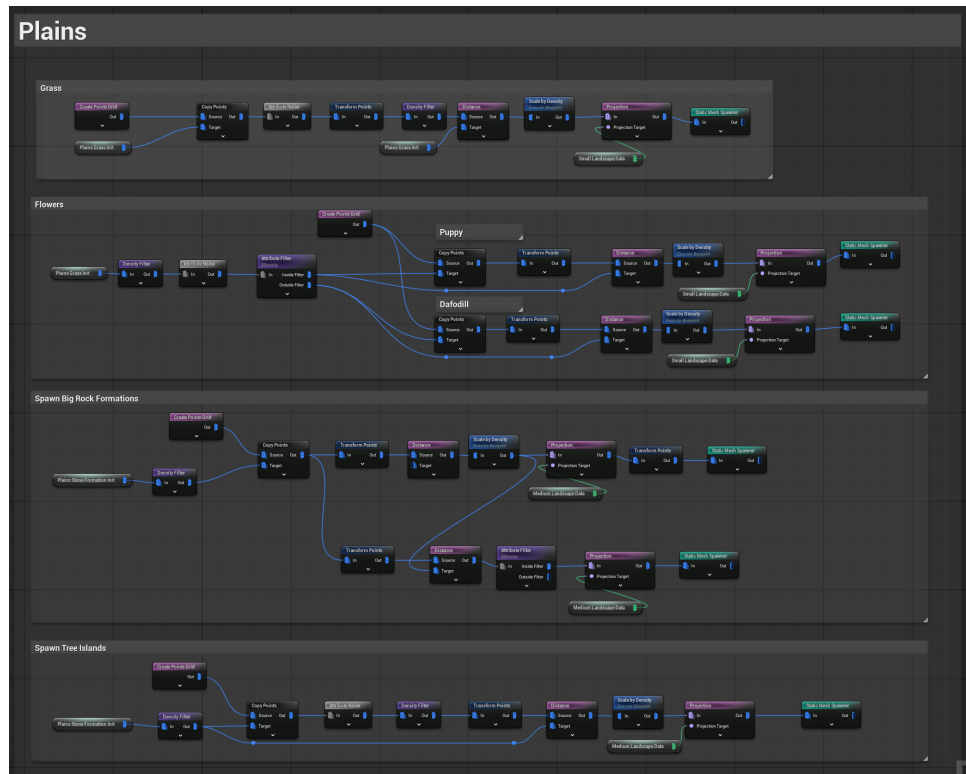 Plains
Grass
Create Points Grid
Out
Plains Grass Init
Copy Points
Source Out
Target
Attribute Noise
In Out
Transform Points
In Out
Density Filter
In Out
Plains Grass Init
Distance
Source Out
Target
Scale by Density
Execute Blueprint
In Out
Projection
In Out
Projection Target
Small Landscape Data
Static Mesh Spawner
In Out
Flowers
Create Points Grid
Out
Plains Grass Init
Density Filter
In Out
Attribute Noise
In Out
Attribute Filter
$Density
In Inside Filter
Outside Filter
Puppy
Copy Points
Source Out
Target
Transform Points
In Out
Distance
Source Out
Target
Scale by Density
Execute Blueprint
In Out
Projection
In Out
Projection Target
Small Landscape Data
Static Mesh Spawner
In Out
Dafodill
Copy Points
Source Out
Target
Transform Points
In Out
Distance
Source Out
Target
Scale by Density
Execute Blueprint
In Out
Projection
In Out
Projection Target
Small Landscape Data
Static Mesh Spawner
In Out
Spawn Big Rock Formations
Create Points Grid
Out
Plains Stone Formation Init
Density Filter
In Out
Copy Points
Source Out
Target
Transform Points
In Out
Distance
Source Out
Target
Scale by Density
Execute Blueprint
In Out
Projection
In Out
Projection Target
Medium Landscape Data
Transform Points
In Out
Static Mesh Spawner
In Out
Transform Points
In Out
Distance
Source Out
Target
Attribute Filter
$Density
In Inside Filter
Outside Filter
Projection
In Out
Projection Target
Medium Landscape Data
Static Mesh Spawner
In Out
Spawn Tree Islands
Create Points Grid
Out
Plains Stone Formation Init
Density Filter
In Out
Copy Points
Source Out
Target
Attribute Noise
In Out
Density Filter
In Out
Transform Points
In Out
Distance
Source Out
Target
Scale by Density
Execute Blueprint
In Out
Projection
In Out
Projection Target
Medium Landscape Data
Static Mesh Spawner
In Out